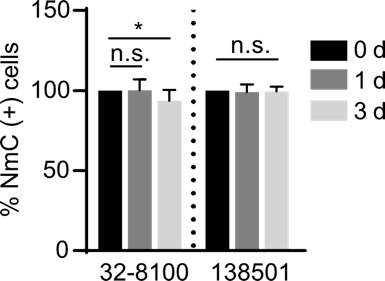 % NmC (+) cells
150
100
50
0
*
n.s.
n.s.
0 d
1 d
3 d
32-8100
138501